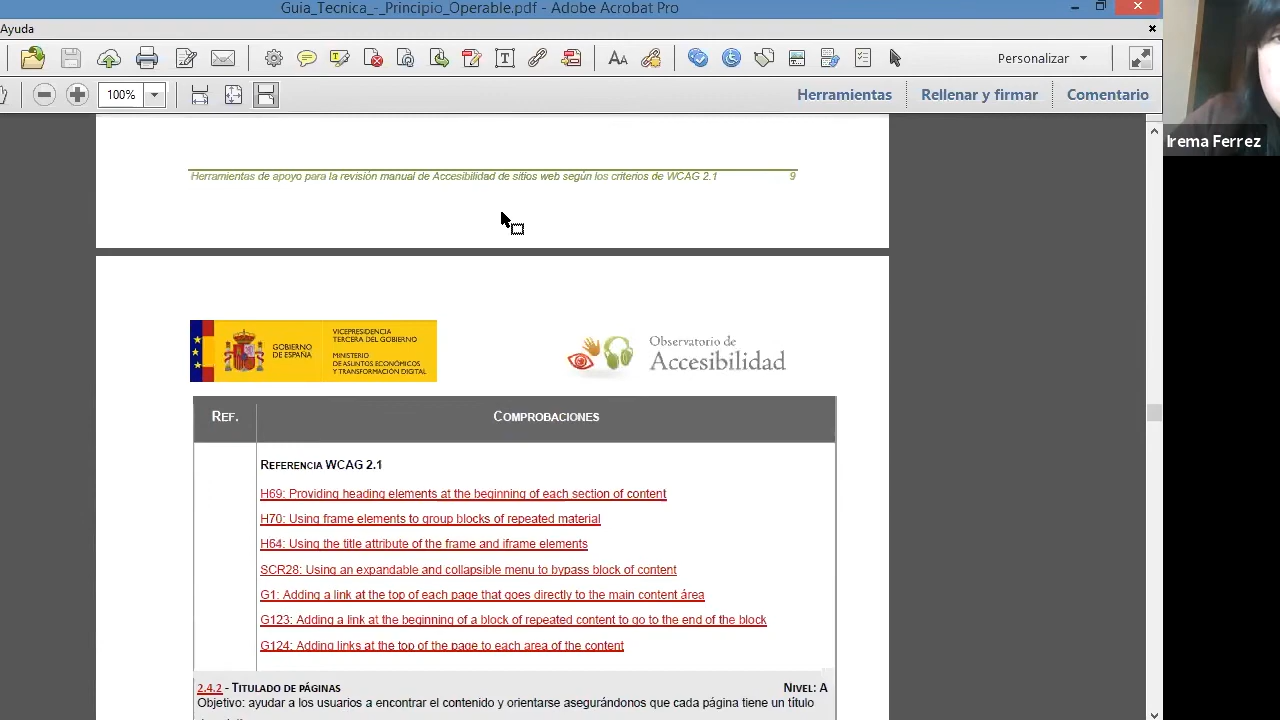 Guia_Tecnica_-_Principio_Operable.pdf - Adobe Acrobat Pro
Ayuda
Personalizar
100%
Herramientas
Rellenar y firmar
Comentario
Irema Ferrez
Herramientas de apoyo para la revisión manual de Accesibilidad de sitios web según los criterios de WCAG 2.1 9
GOBIERNO
DE ESPAÑA
VICEPRESIDENCIA
TERCERA DEL GOBIERNO
MINISTERIO
DE ASUNTOS ECONÓMICOS
Y TRANSFORMACIÓN DIGITAL
Observatorio de
Accesibilidad
REF. COMPROBACIONES
REFERENCIA WCAG 2.1
H69: Providing heading elements at the beginning of each section of content
H70: Using frame elements to group blocks of repeated material
H64: Using the title attribute of the frame and iframe elements
SCR28: Using an expandable and collapsible menu to bypass block of content
G1: Adding a link at the top of each page that goes directly to the main content área
G123: Adding a link at the beginning of a block of repeated content to go to the end of the block
G124: Adding links at the top of the page to each area of the content
2.4.2 - TITULADO DE PÁGINAS NIVEL: A
Objetivo: ayudar a los usuarios a encontrar el contenido y orientarse asegurándonos que cada página tiene un título